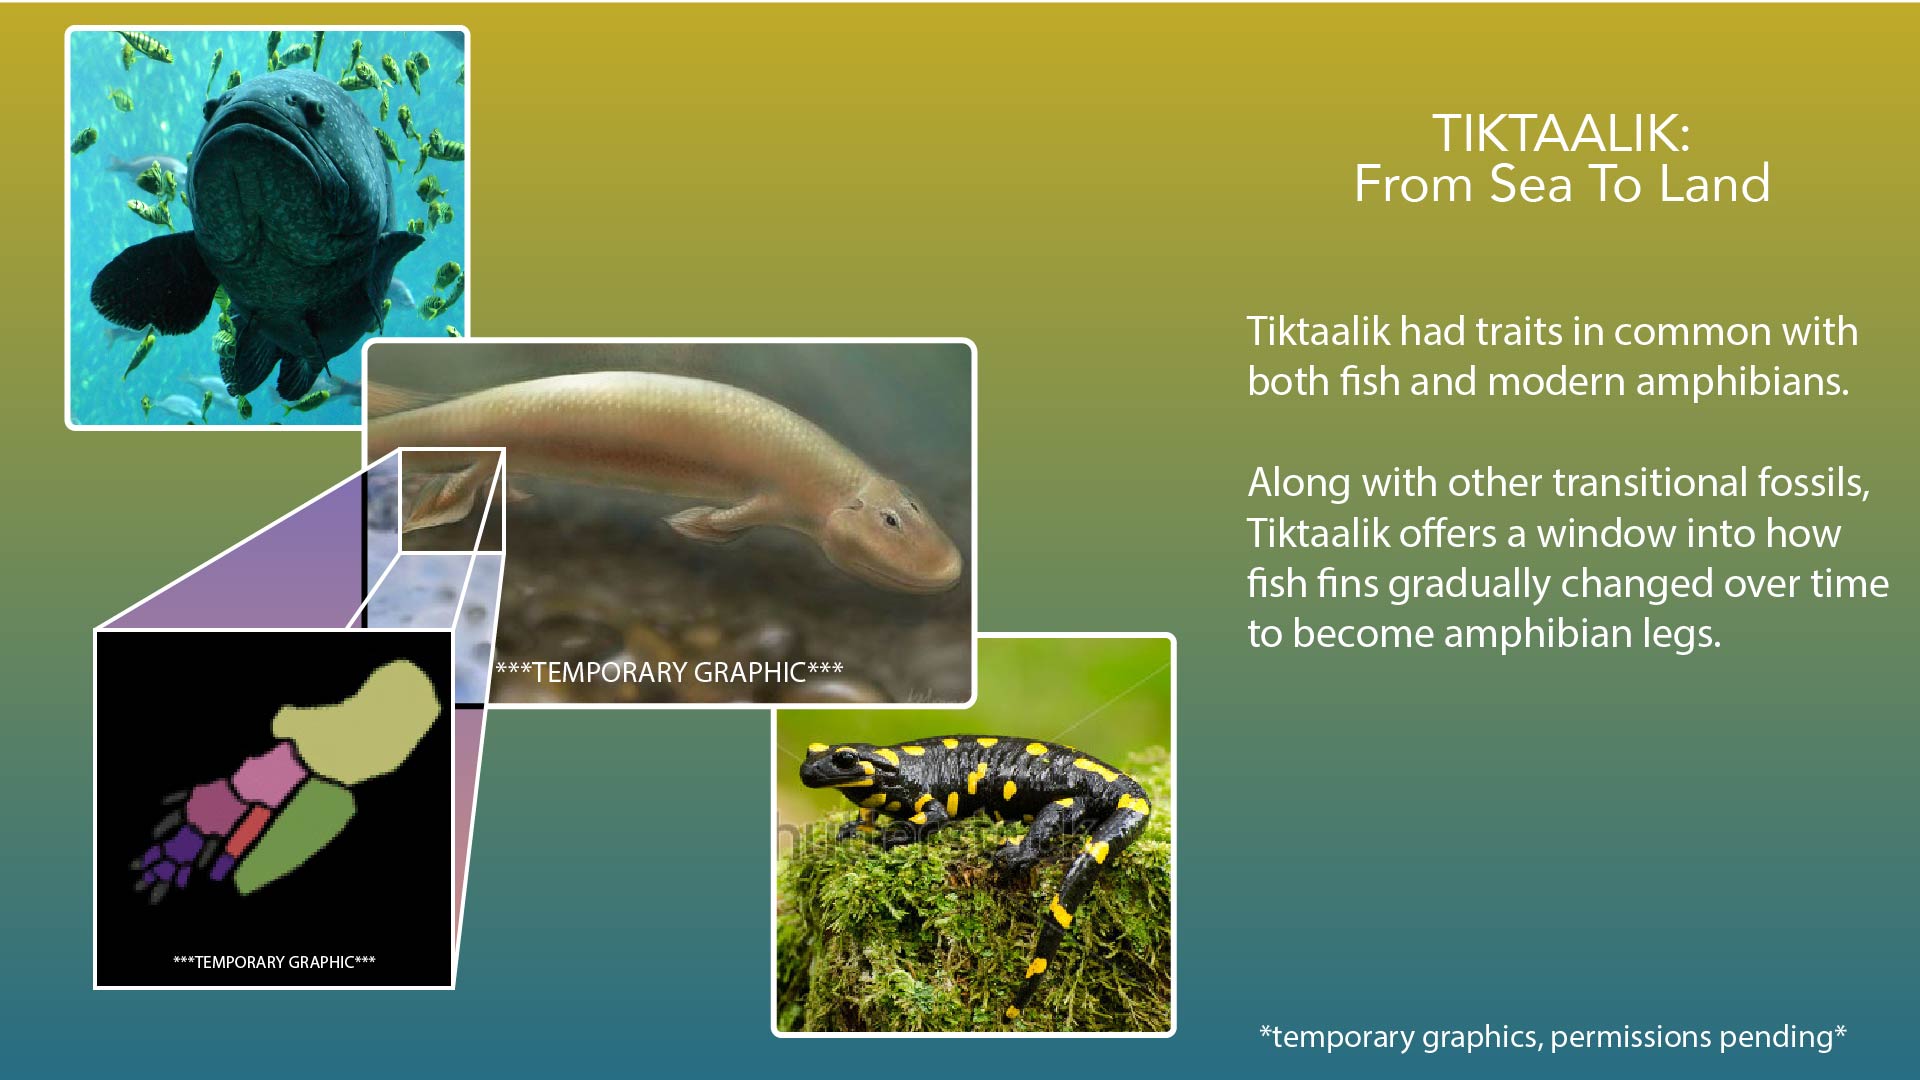 TIKTAALIK:
From Sea To Land
Tiktaalik had traits in common with
both fish and modern amphibians.
Along with other transitional fossils,
Tiktaalik offers a window into how
fish fins gradually changed over time
to become amphibian legs.
***TEMPORARY GRAPHIC***
***TEMPORARY GRAPHIC***
*temporary graphics, permissions pending*